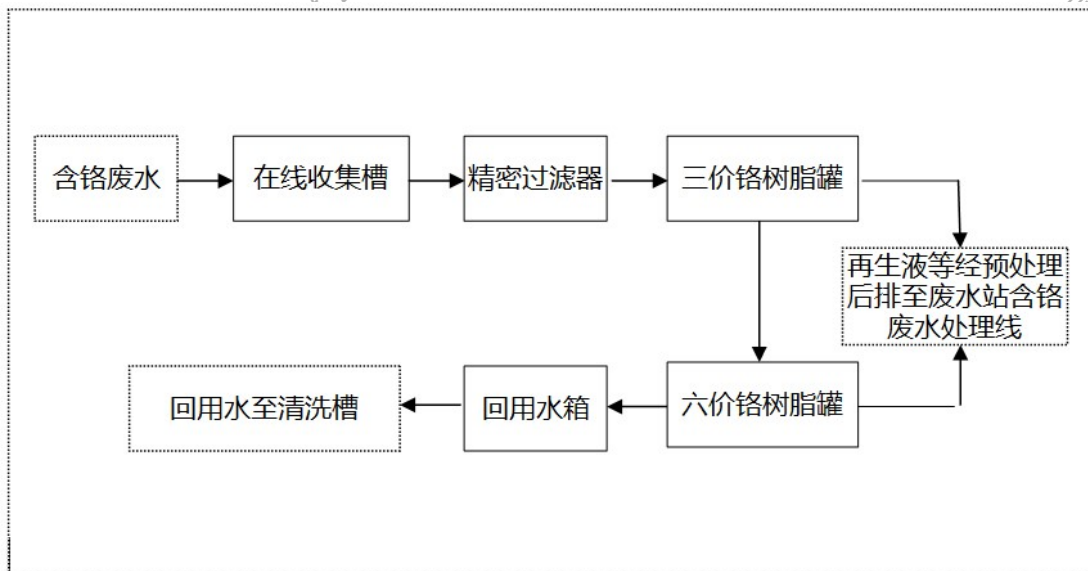 含铬废水
在线收集槽
精密过滤器
三价铬树脂罐
再生液等经预处理
后排至废水站含铬
废水处理线
六价铬树脂罐
回用水箱
回用水至清洗槽